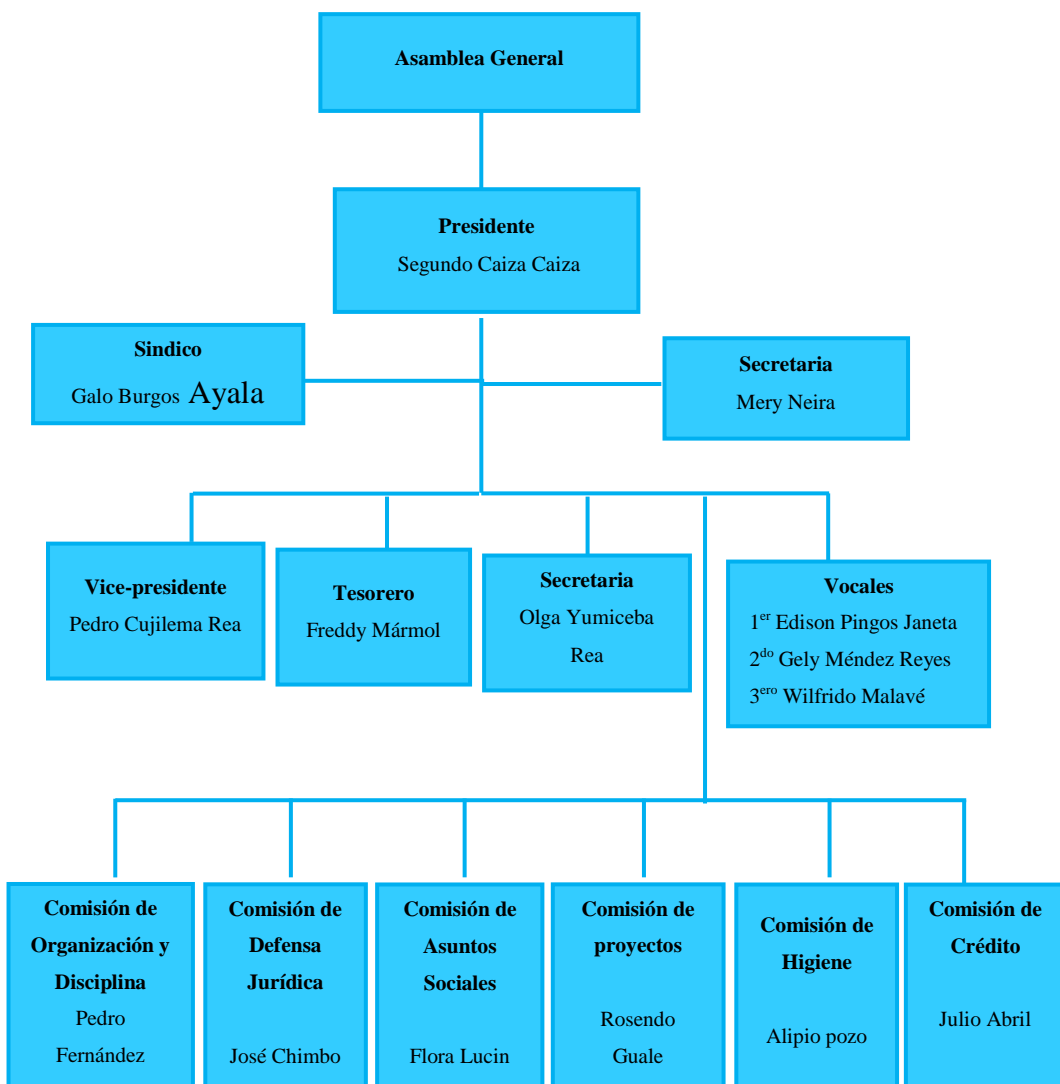 Asamblea General
Presidente
Segundo Caiza Caiza
Sindico
Galo Burgos Ayala
Secretaria
Mery Neira
Vice-presidente
Pedro Cujilema Rea
Tesorero
Freddy Mármol
Secretaria
Olga Yumiceba
Rea
Vocales
1er Edison Pingos Janeta
2do Gely Méndez Reyes
3ero Wilfrido Malavé
Comisión de
Organización y
Disciplina
Pedro
Fernández
Comisión de
Defensa
Jurídica
José Chimbo
Comisión de
Asuntos
Sociales
Flora Lucin
Comisión de
proyectos
Rosendo
Guale
Comisión de
Higiene
Alipio pozo
Comisión de
Crédito
Julio Abril